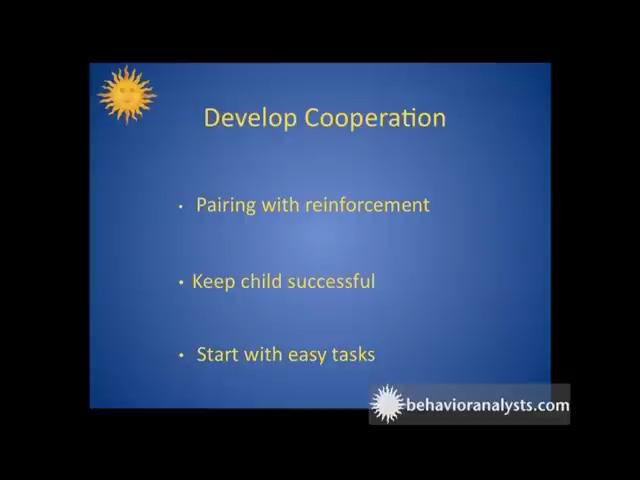 Develop Cooperation
• Pairing with reinforcement
• Keep child successful
• Start with easy tasks
behavioranalysts.com